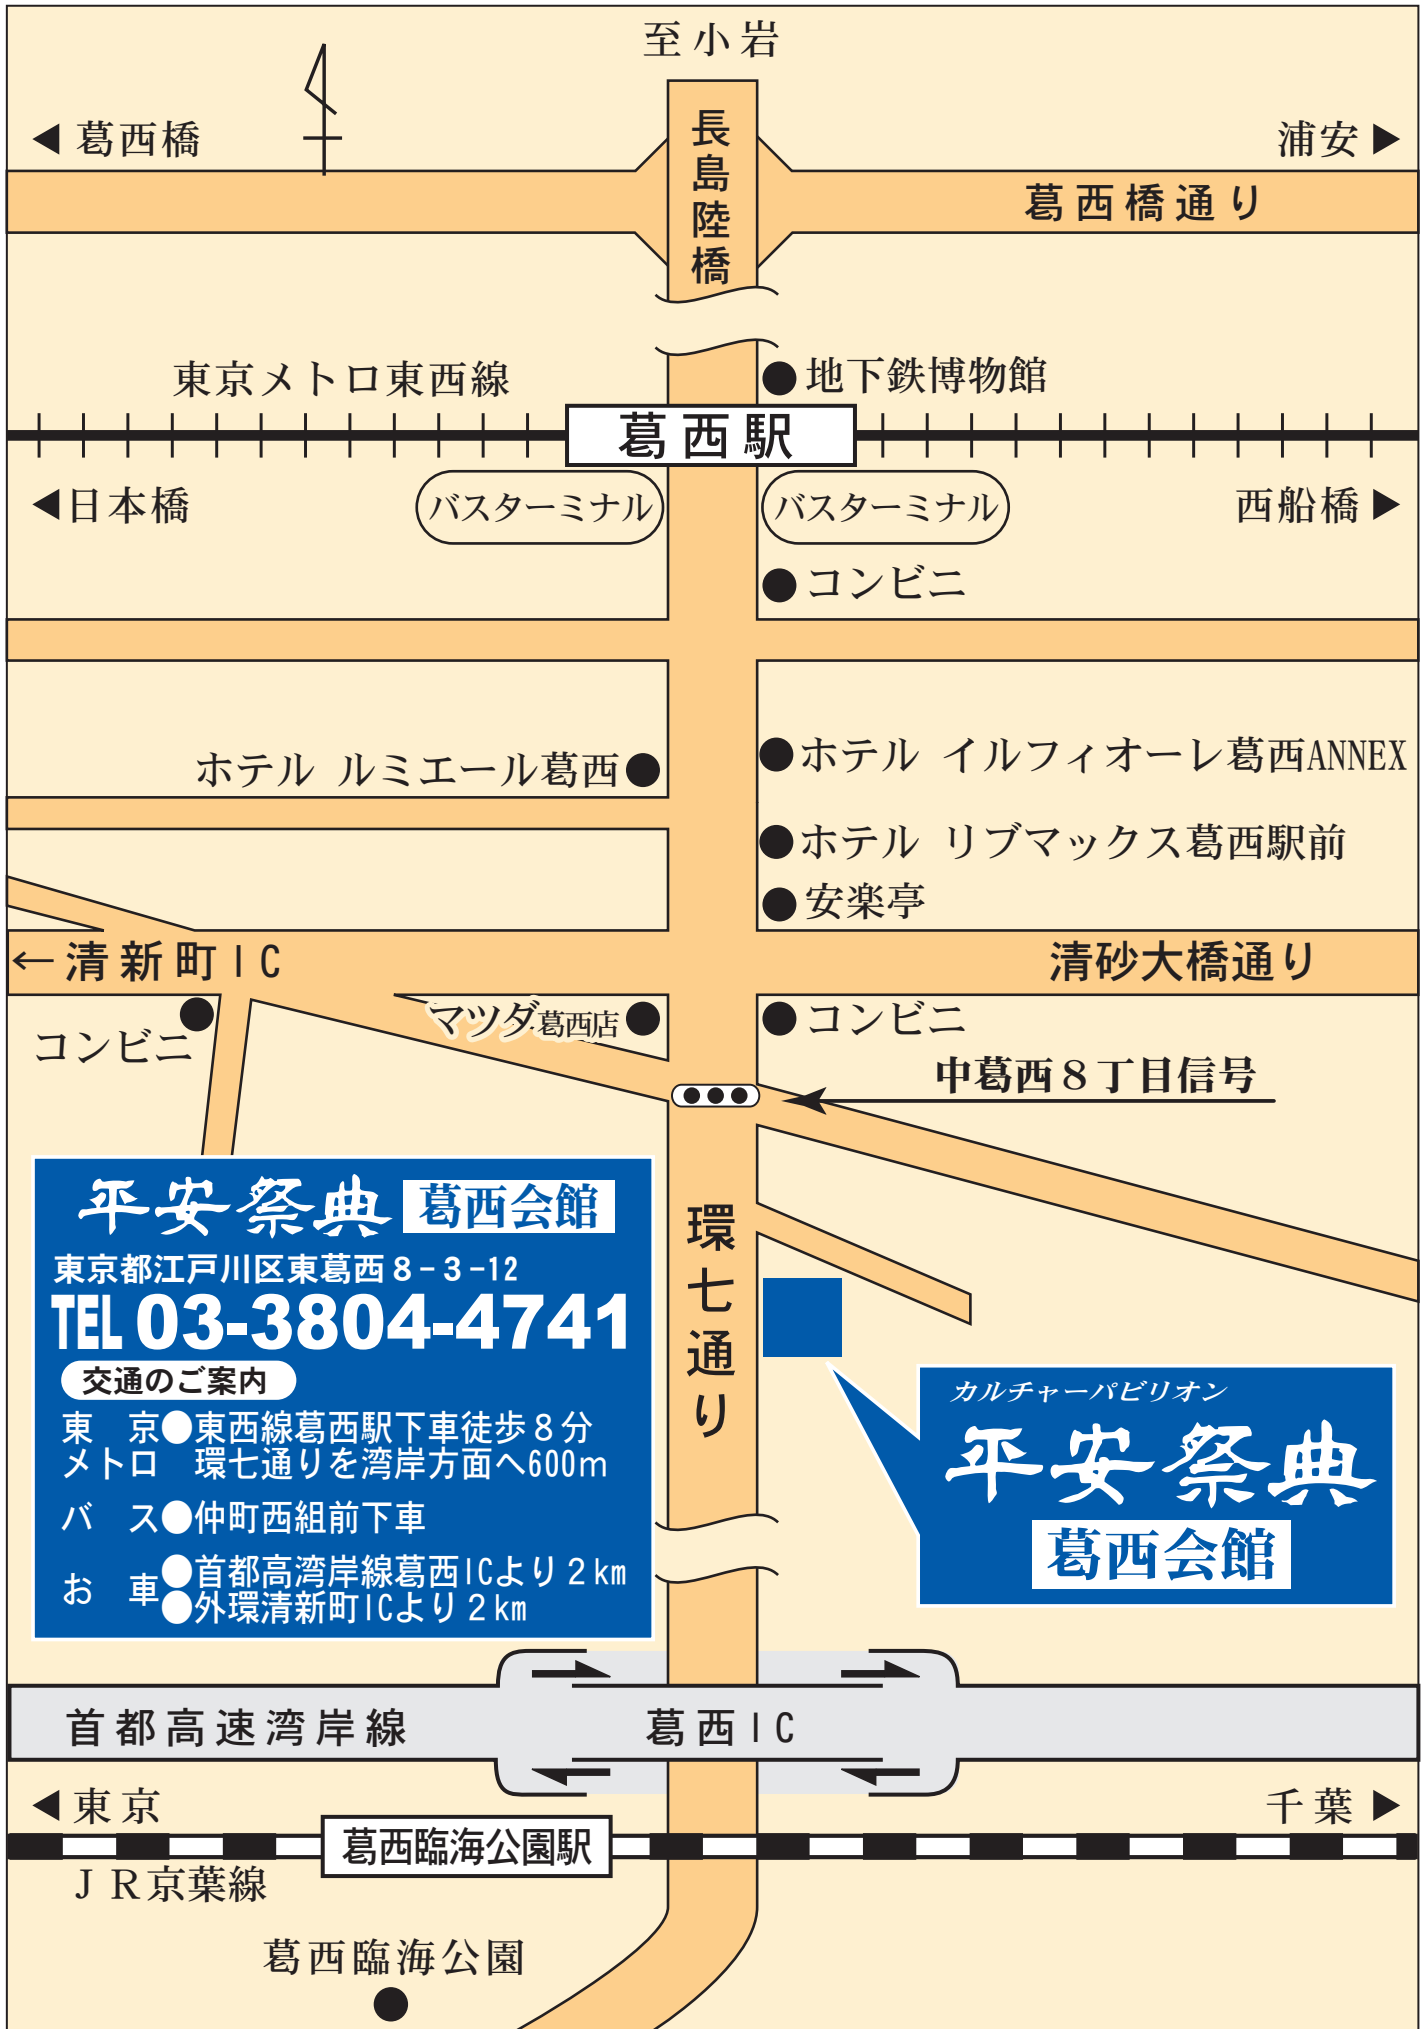 至小岩
葛西橋
浦安
長島陸橋
葛西橋通り
東京メトロ東西線
地下鉄博物館
葛西駅
日本橋
バスターミナル
バスターミナル
西船橋
コンビニ
ホテル ルミエール葛西
ホテル イルフィオーレ葛西ANNEX
ホテル リブマックス葛西駅前
安楽亭
←清新町IC
清砂大橋通り
コンビニ
マツダ葛西店
コンビニ
中葛西8丁目信号
環七通り
平安祭典 葛西会館
東京都江戸川区東葛西8-3-12
TEL 03-3804-4741
交通のご案内
東京●東西線葛西駅下車徒歩8分
メトロ 環七通りを湾岸方面へ600m
バス●仲町西組前下車
お車●首都高湾岸線葛西ICより2km
●外環清新町ICより2km
カルチャーパビリオン
平安祭典
葛西会館
首都高速湾岸線
葛西IC
東京
千葉
葛西臨海公園駅
JR京葉線
葛西臨海公園